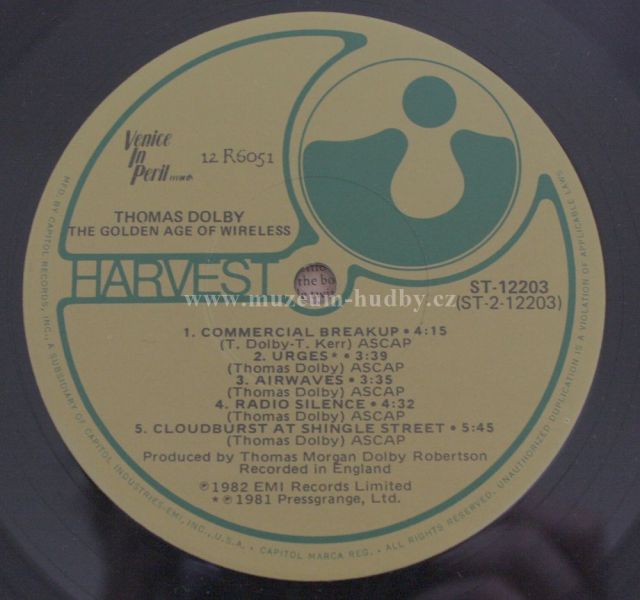 Venice
In
Peril records
12 R6051
THOMAS DOLBY
THE GOLDEN AGE OF WIRELESS
HARVEST
ST-12203
(ST-2-12203)
www.muzeum-hudby.cz
1. COMMERCIAL BREAKUP • 4:15
(T. Dolby-T. Kerr) ASCAP
2. URGES* • 3:39
(Thomas Dolby) ASCAP
3. AIRWAVES • 3:35
(Thomas Dolby) ASCAP
4. RADIO SILENCE • 4:32
(Thomas Dolby) ASCAP
5. CLOUDBURST AT SHINGLE STREET • 5:45
(Thomas Dolby) ASCAP
Produced by Thomas Morgan Dolby Robertson
Recorded in England
℗1982 EMI Records Limited
*℗1981 Pressgrange, Ltd.
MFD. BY CAPITOL RECORDS, INC., A SUBSIDIARY OF CAPITOL INDUSTRIES-EMI, INC., U.S.A. • CAPITOL MARCA REG. • ALL RIGHTS RESERVED. UNAUTHORIZED DUPLICATION IS A VIOLATION OF APPLICABLE LAWS.
the bo